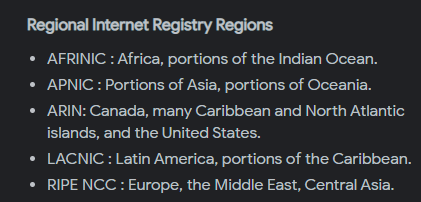 Regional Internet Registry Regions
• AFRINIC : Africa, portions of the Indian Ocean.
• APNIC : Portions of Asia, portions of Oceania.
• ARIN: Canada, many Caribbean and North Atlantic
islands, and the United States.
• LACNIC : Latin America, portions of the Caribbean.
• RIPE NCC : Europe, the Middle East, Central Asia.